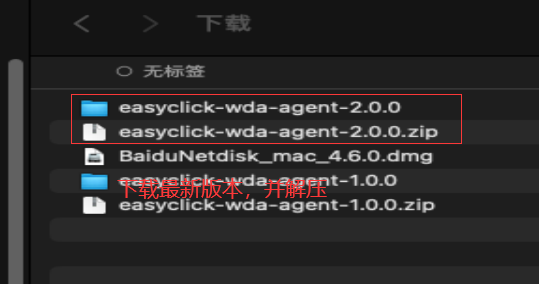 下载
无标签
easyclick-wda-agent-2.0.0
easyclick-wda-agent-2.0.0.zip
BaiduNetdisk_mac_4.6.0.dmg
easyclick-wda-agent-1.0.0
下载最新版本，并解压
easyclick-wda-agent-1.0.0.zip